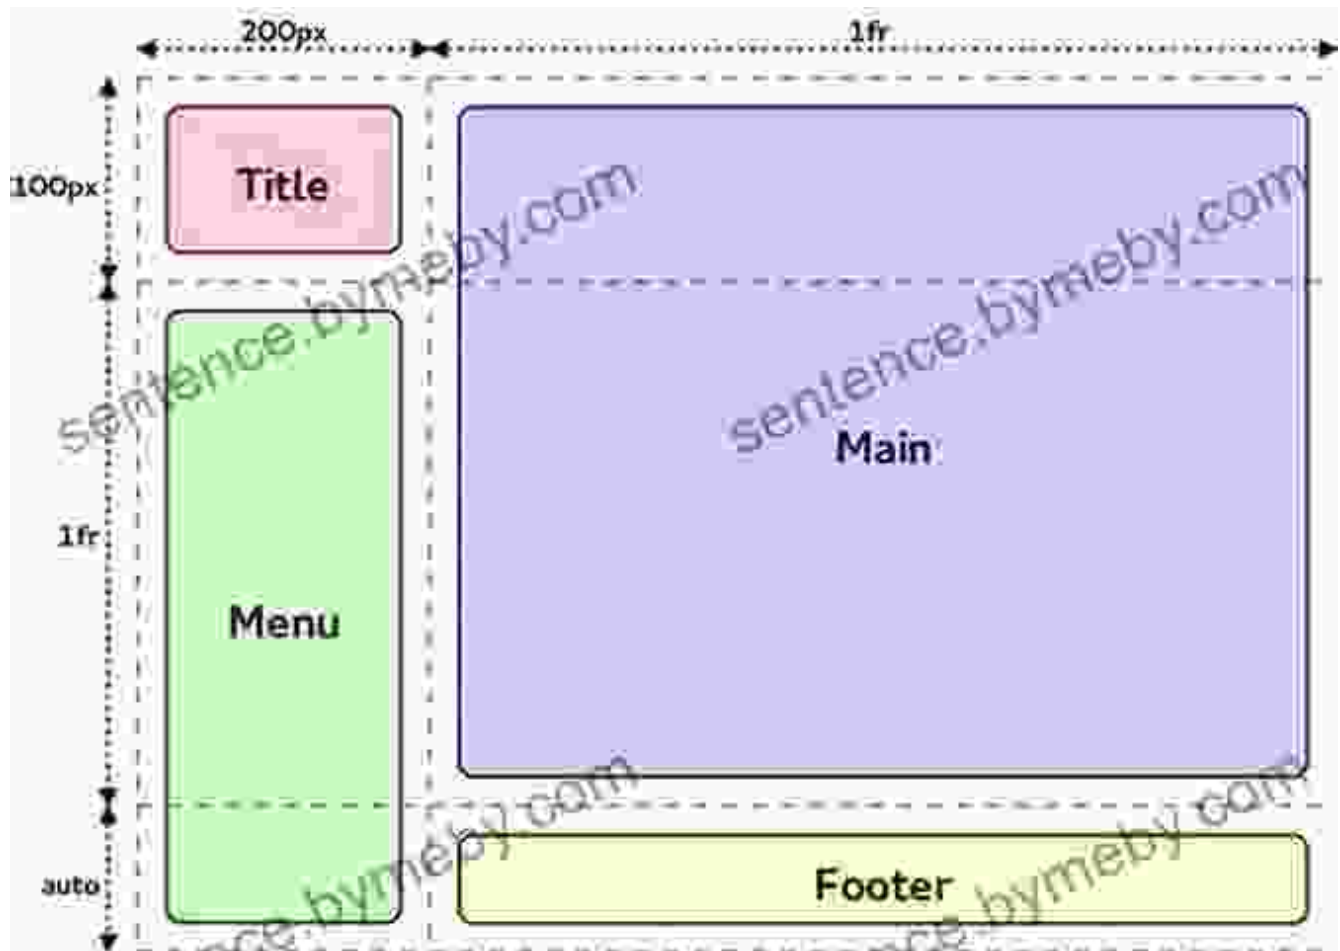 200px 1fr
100px
Title
sentence.bymeby.com
sentence.bymeby.com
Main
1fr
Menu
auto
Footer